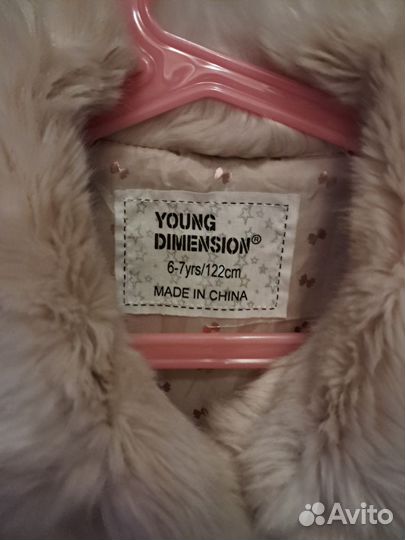 YOUNG
DIMENSION®
6-7yrs/122cm
MADE IN CHINA
Avito